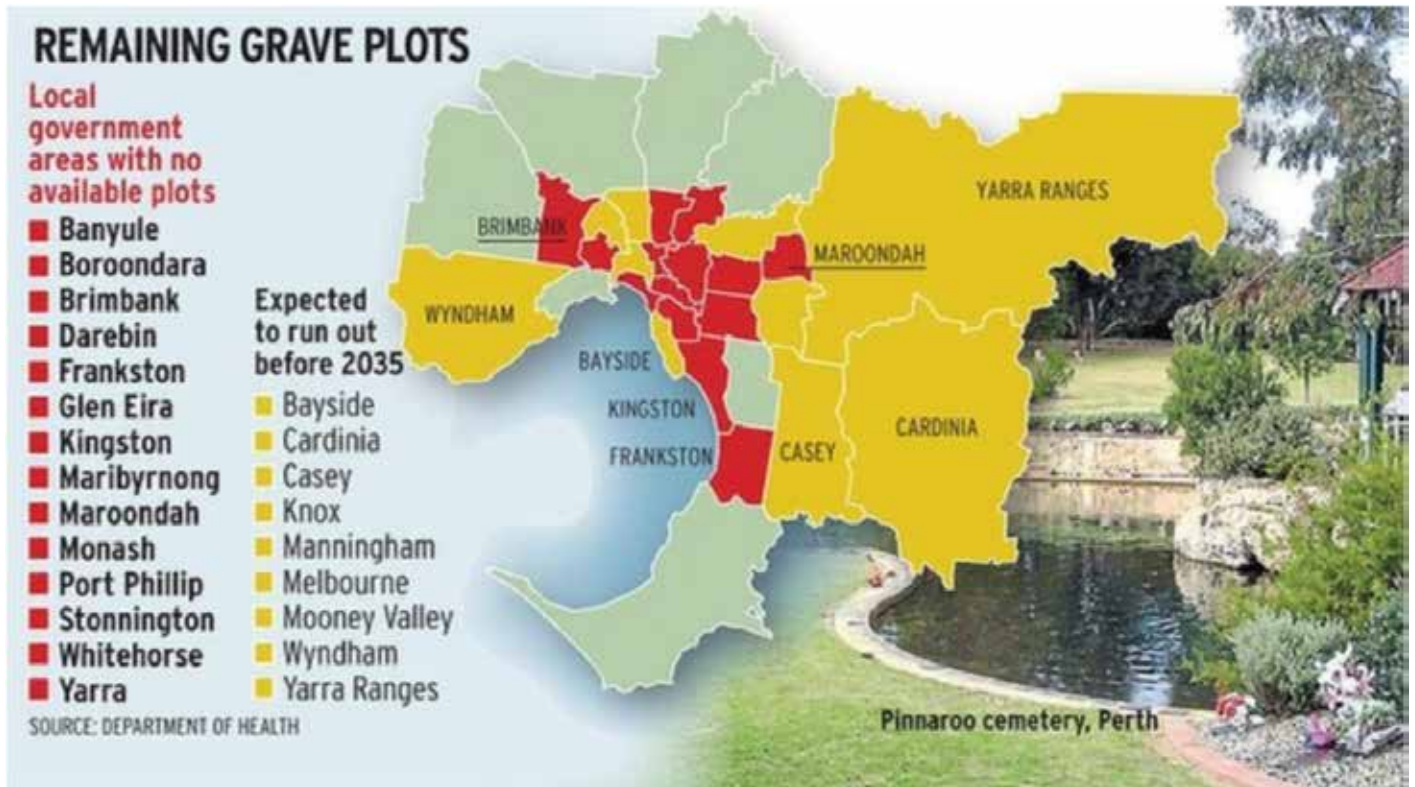 REMAINING GRAVE PLOTS
Local
government
areas with no
available plots
Banyule
Boroondara
Brimbank
Darebin
Frankston
Glen Eira
Kingston
Maribyrnong
Maroondah
Monash
Port Phillip
Stonnington
Whitehorse
Yarra
SOURCE: DEPARTMENT OF HEALTH
Expected
to run out
before 2035
Bayside
Cardinia
Casey
Knox
Manningham
Melbourne
Mooney Valley
Wyndham
Yarra Ranges
YARRA RANGES
BRIMBANK
MAROONDAH
WYNDHAM
BAYSIDE
KINGSTON
CARDINIA
FRANKSTON
CASEY
Pinnaroo cemetery, Perth